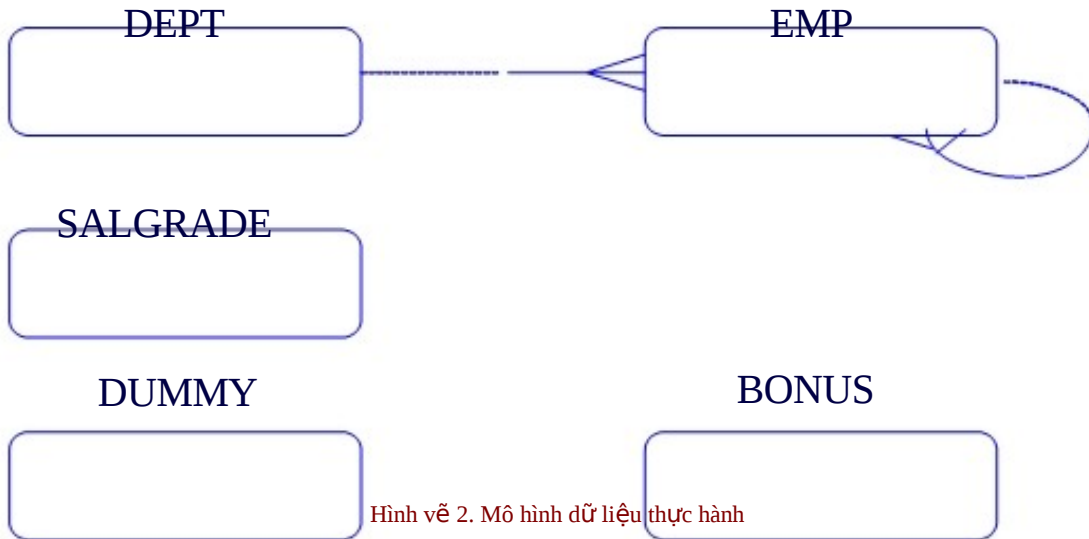 DEPT
EMP
SALGRADE
DUMMY
BONUS
Hình vẽ 2. Mô hình dữ liệu thực hành